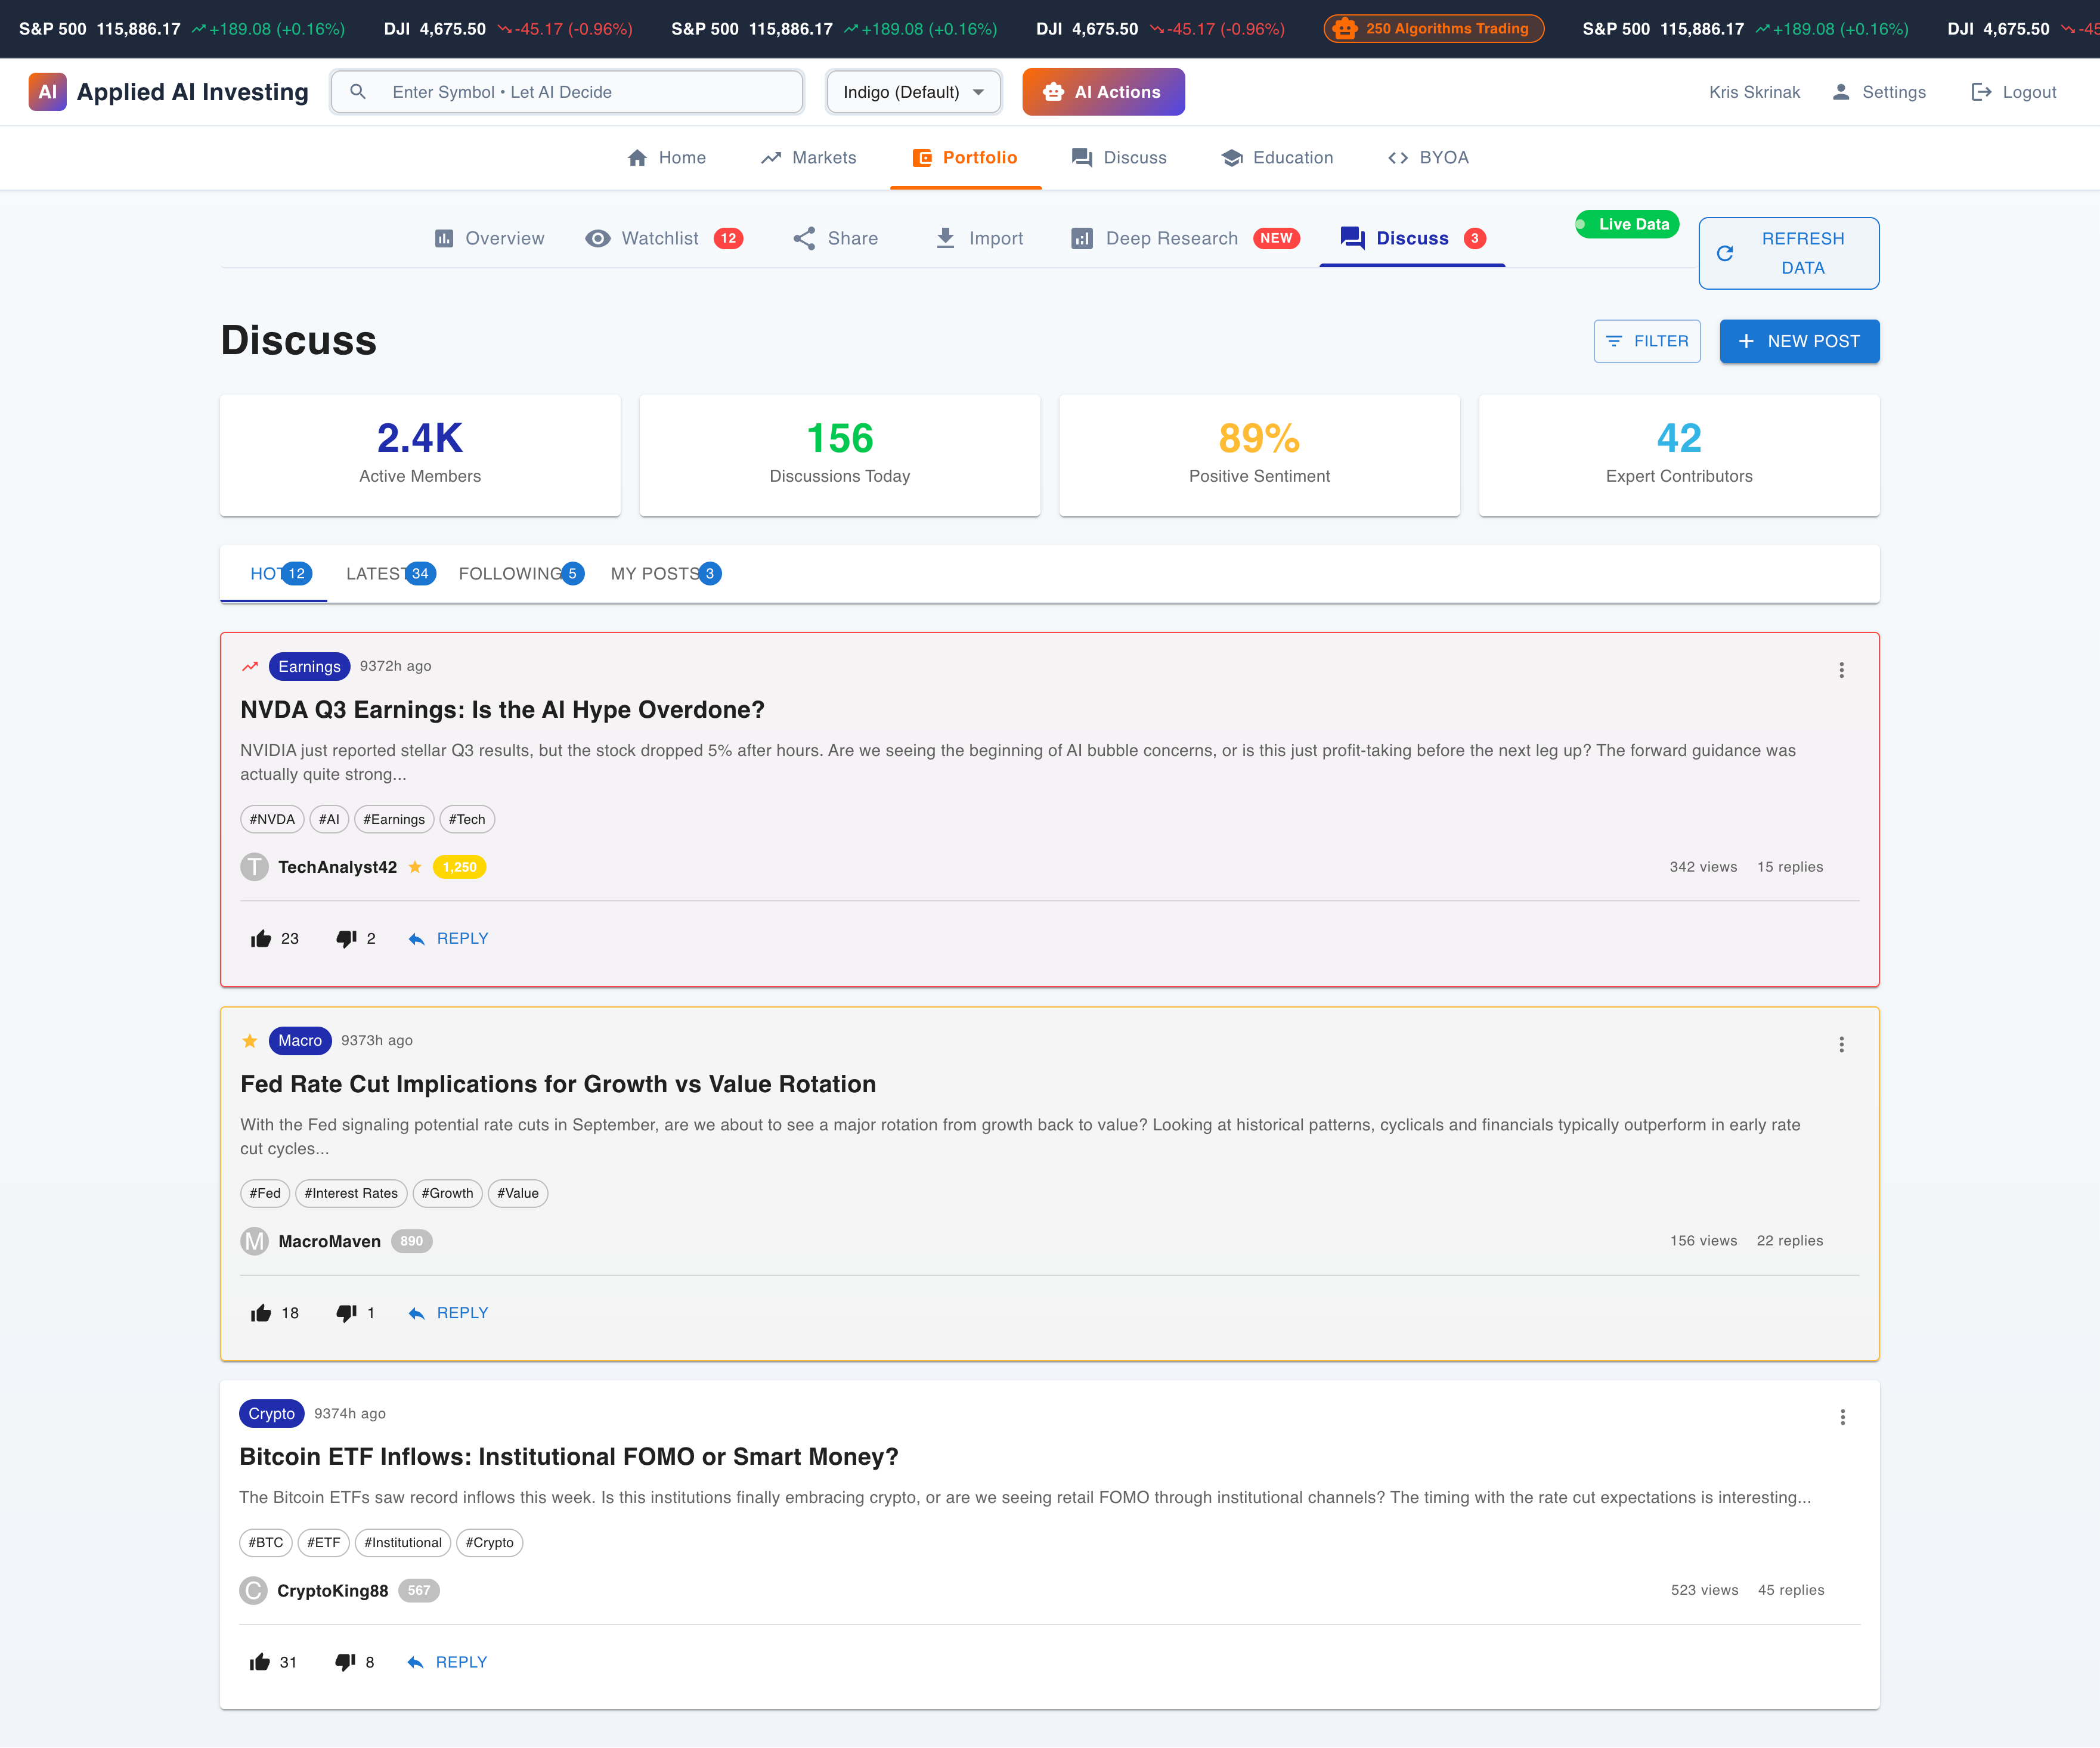 S&P 500 115,886.17 +189.08 (+0.16%) DJI 4,675.50 -45.17 (-0.96%) S&P 500 115,886.17 +189.08 (+0.16%) DJI 4,675.50 -45.17 (-0.96%) 250 Algorithms Trading S&P 500 115,886.17 +189.08 (+0.16%) DJI 4,675.50 -45
AI Applied AI Investing Enter Symbol • Let AI Decide Indigo (Default) AI Actions Kris Skrinak Settings Logout
Home Markets Portfolio Discuss Education BYOA
Overview Watchlist 12 Share Import Deep Research NEW Discuss 3 Live Data REFRESH
DATA
Discuss FILTER NEW POST
2.4K 156 89% 42
Active Members Discussions Today Positive Sentiment Expert Contributors
HOT 12 LATEST 34 FOLLOWING 5 MY POSTS 3
Earnings 9372h ago
NVDA Q3 Earnings: Is the AI Hype Overdone?
NVIDIA just reported stellar Q3 results, but the stock dropped 5% after hours. Are we seeing the beginning of AI bubble concerns, or is this just profit-taking before the next leg up? The forward guidance was
actually quite strong...
#NVDA #AI #Earnings #Tech
T TechAnalyst42 1,250 342 views 15 replies
23 2 REPLY
Macro 9373h ago
Fed Rate Cut Implications for Growth vs Value Rotation
With the Fed signaling potential rate cuts in September, are we about to see a major rotation from growth back to value? Looking at historical patterns, cyclicals and financials typically outperform in early rate
cut cycles...
#Fed #Interest Rates #Growth #Value
M MacroMaven 890 156 views 22 replies
18 1 REPLY
Crypto 9374h ago
Bitcoin ETF Inflows: Institutional FOMO or Smart Money?
The Bitcoin ETFs saw record inflows this week. Is this institutions finally embracing crypto, or are we seeing retail FOMO through institutional channels? The timing with the rate cut expectations is interesting...
#BTC #ETF #Institutional #Crypto
C CryptoKing88 567 523 views 45 replies
31 8 REPLY